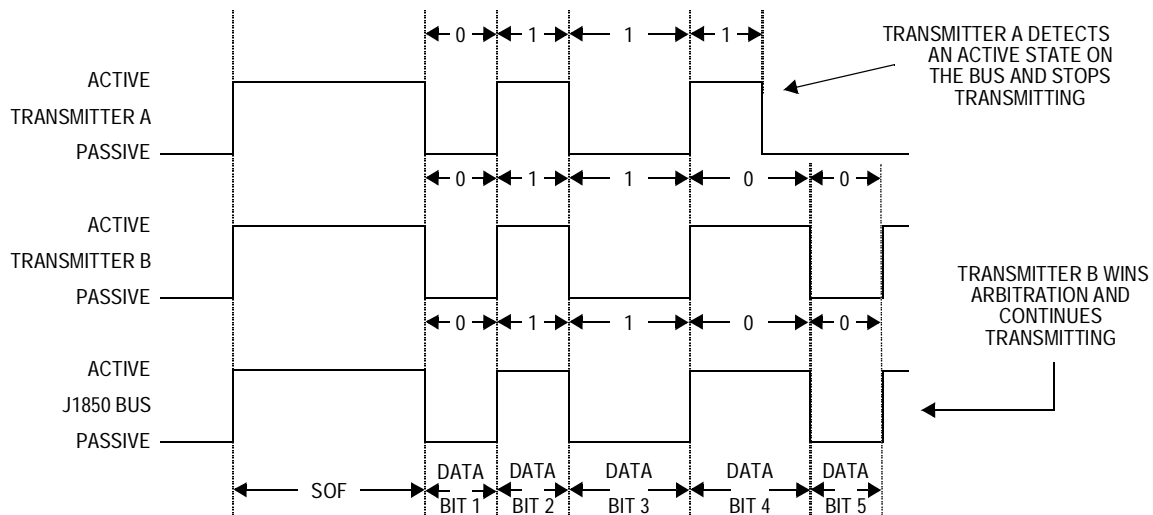 0 1 1 1
TRANSMITTER A DETECTS
AN ACTIVE STATE ON
THE BUS AND STOPS
TRANSMITTING
ACTIVE
TRANSMITTER A
PASSIVE
0 1 1 0 0
ACTIVE
TRANSMITTER B
PASSIVE
TRANSMITTER B WINS
ARBITRATION AND
CONTINUES
TRANSMITTING
0 1 1 0 0
ACTIVE
J1850 BUS
PASSIVE
SOF
DATA
BIT 1
DATA
BIT 2
DATA
BIT 3
DATA
BIT 4
DATA
BIT 5